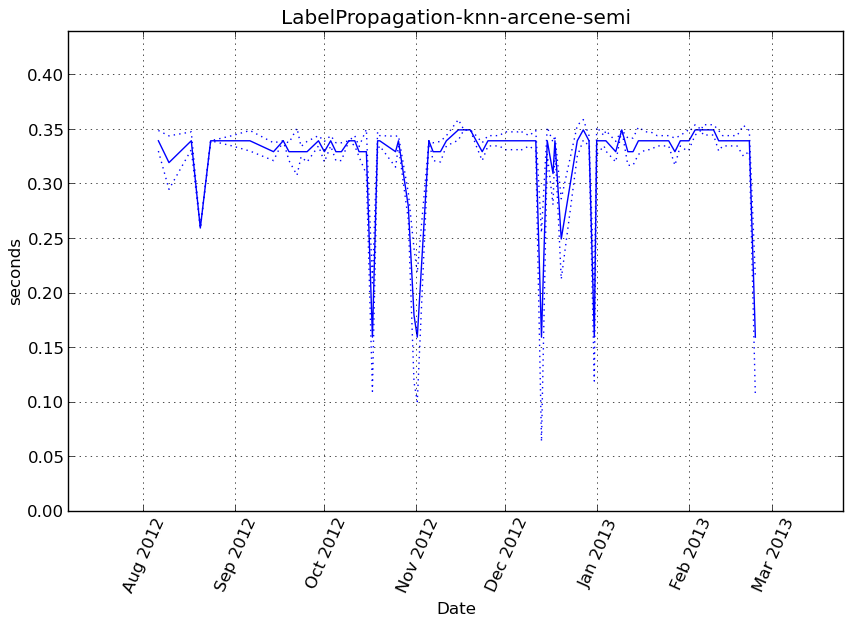 LabelPropagation-knn-arcene-semi
0.40
0.35
0.30
0.25
0.20
0.15
0.10
0.05
0.00
seconds
Aug 2012
Sep 2012
Oct 2012
Nov 2012
Dec 2012
Jan 2013
Feb 2013
Mar 2013
Date